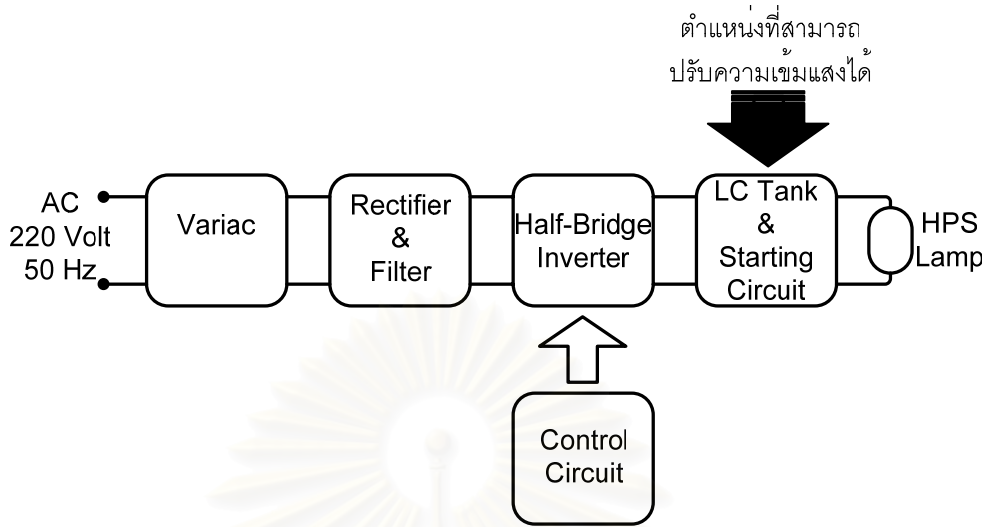 ตำแหน่งที่สามารถ
ปรับความเข้มแสงได้
AC
220 Volt
50 Hz
Variac
Rectifier
&
Filter
Half-Bridge
Inverter
LC Tank
&
Starting
Circuit
HPS
Lamp
Control
Circuit